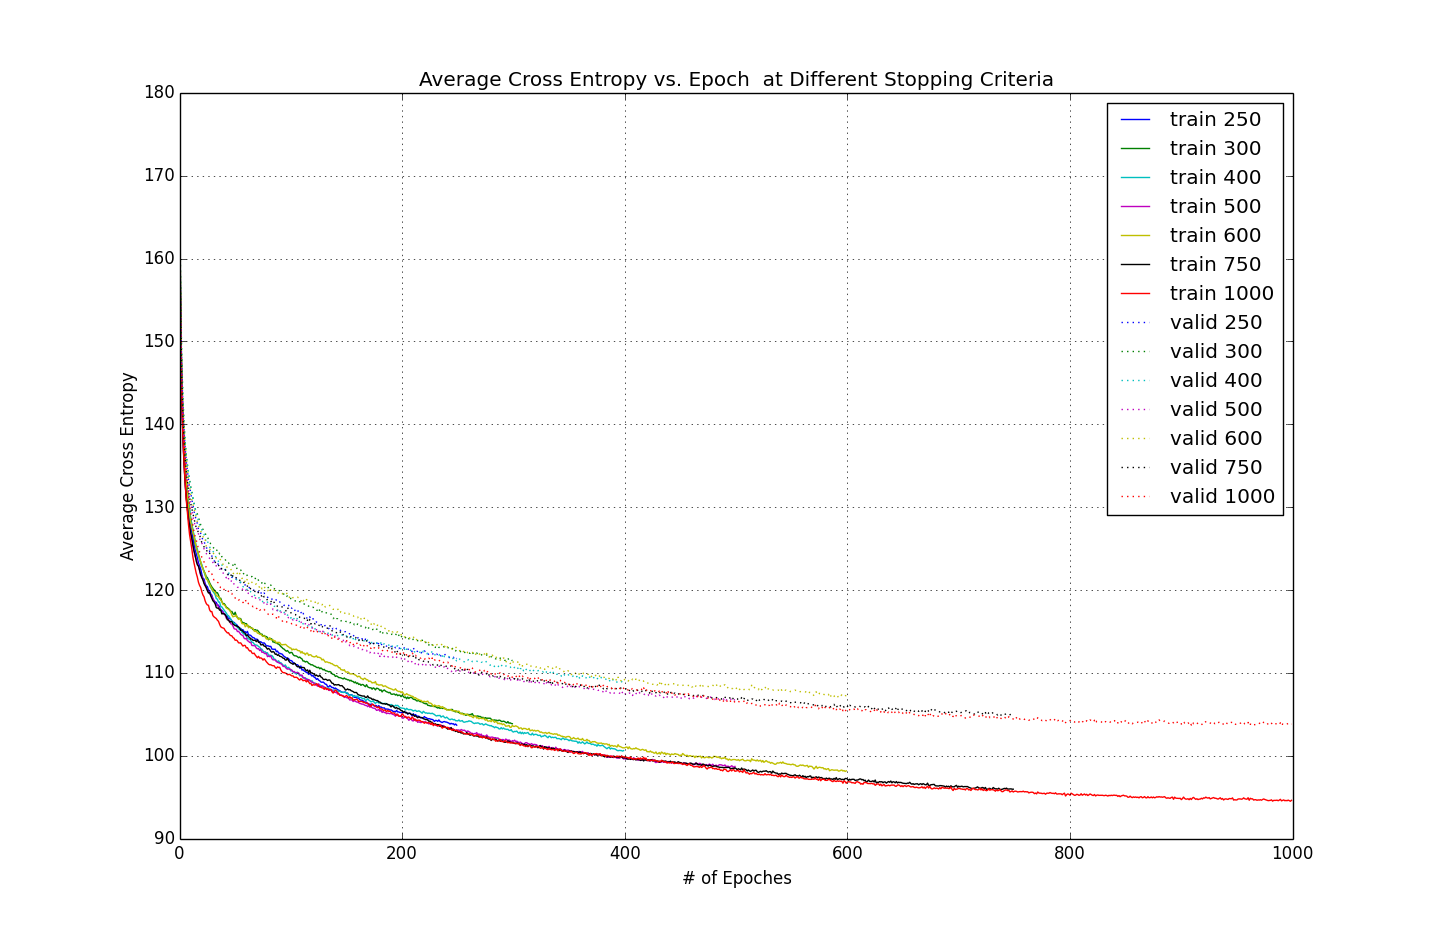 Average Cross Entropy vs. Epoch  at Different Stopping Criteria
180
170
160
150
140
130
120
110
100
90
Average Cross Entropy
train 250
train 300
train 400
train 500
train 600
train 750
train 1000
valid 250
valid 300
valid 400
valid 500
valid 600
valid 750
valid 1000
0 200 400 600 800 1000
# of Epoches